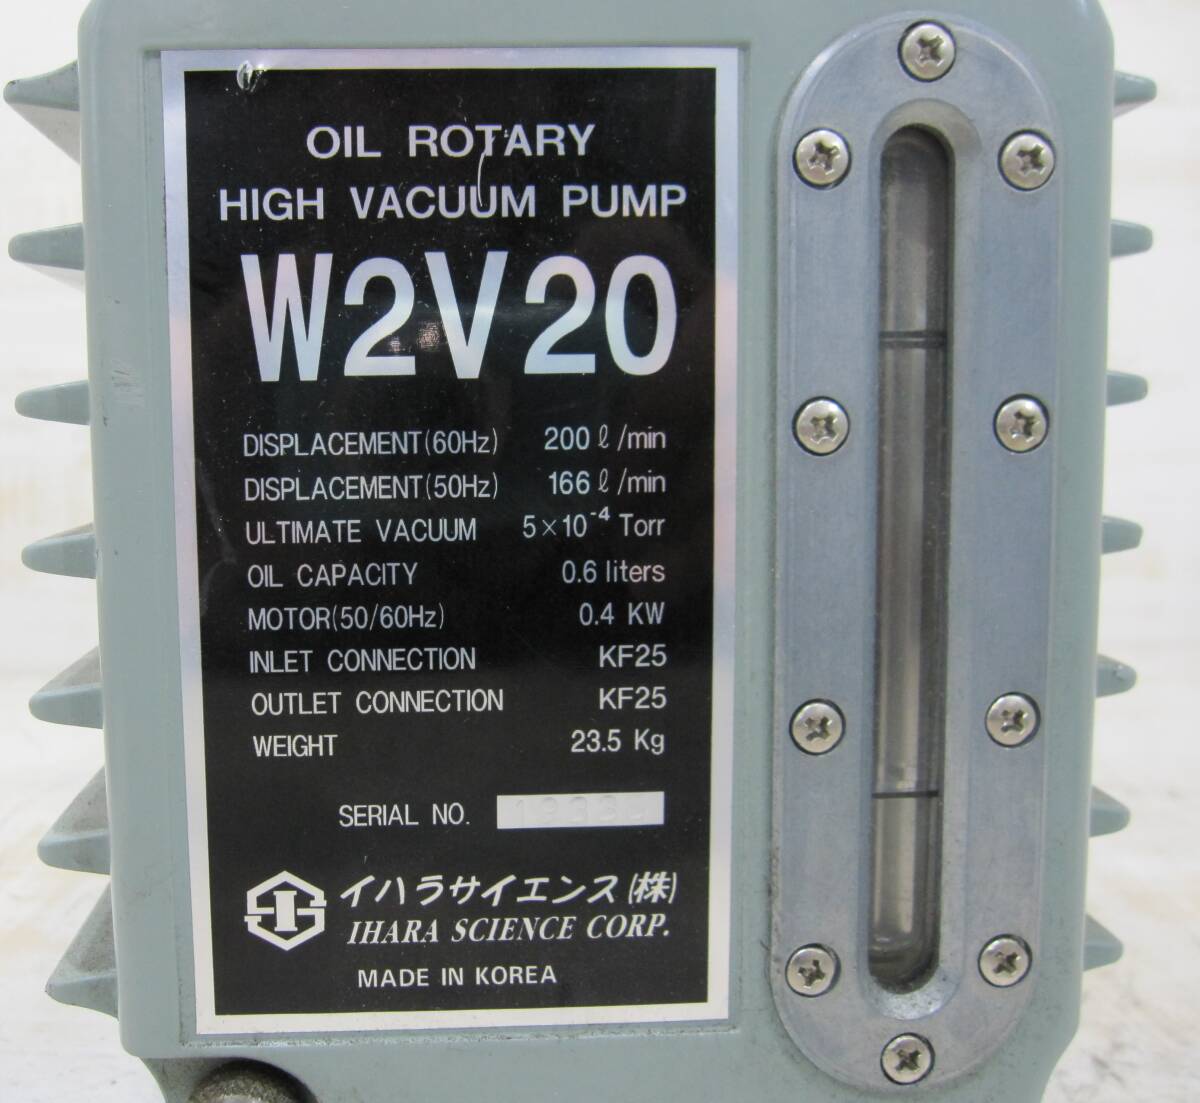 OIL ROTARY
HIGH VACUUM PUMP
W2V20
DISPLACEMENT(60Hz) 200 ℓ/min
DISPLACEMENT(50Hz) 166 ℓ/min
ULTIMATE VACUUM 5×10⁻⁴ Torr
OIL CAPACITY 0.6 liters
MOTOR(50/60Hz) 0.4 KW
INLET CONNECTION KF25
OUTLET CONNECTION KF25
WEIGHT 23.5 Kg
SERIAL NO.
イハラサイエンス(株)
IHARA SCIENCE CORP.
MADE IN KOREA